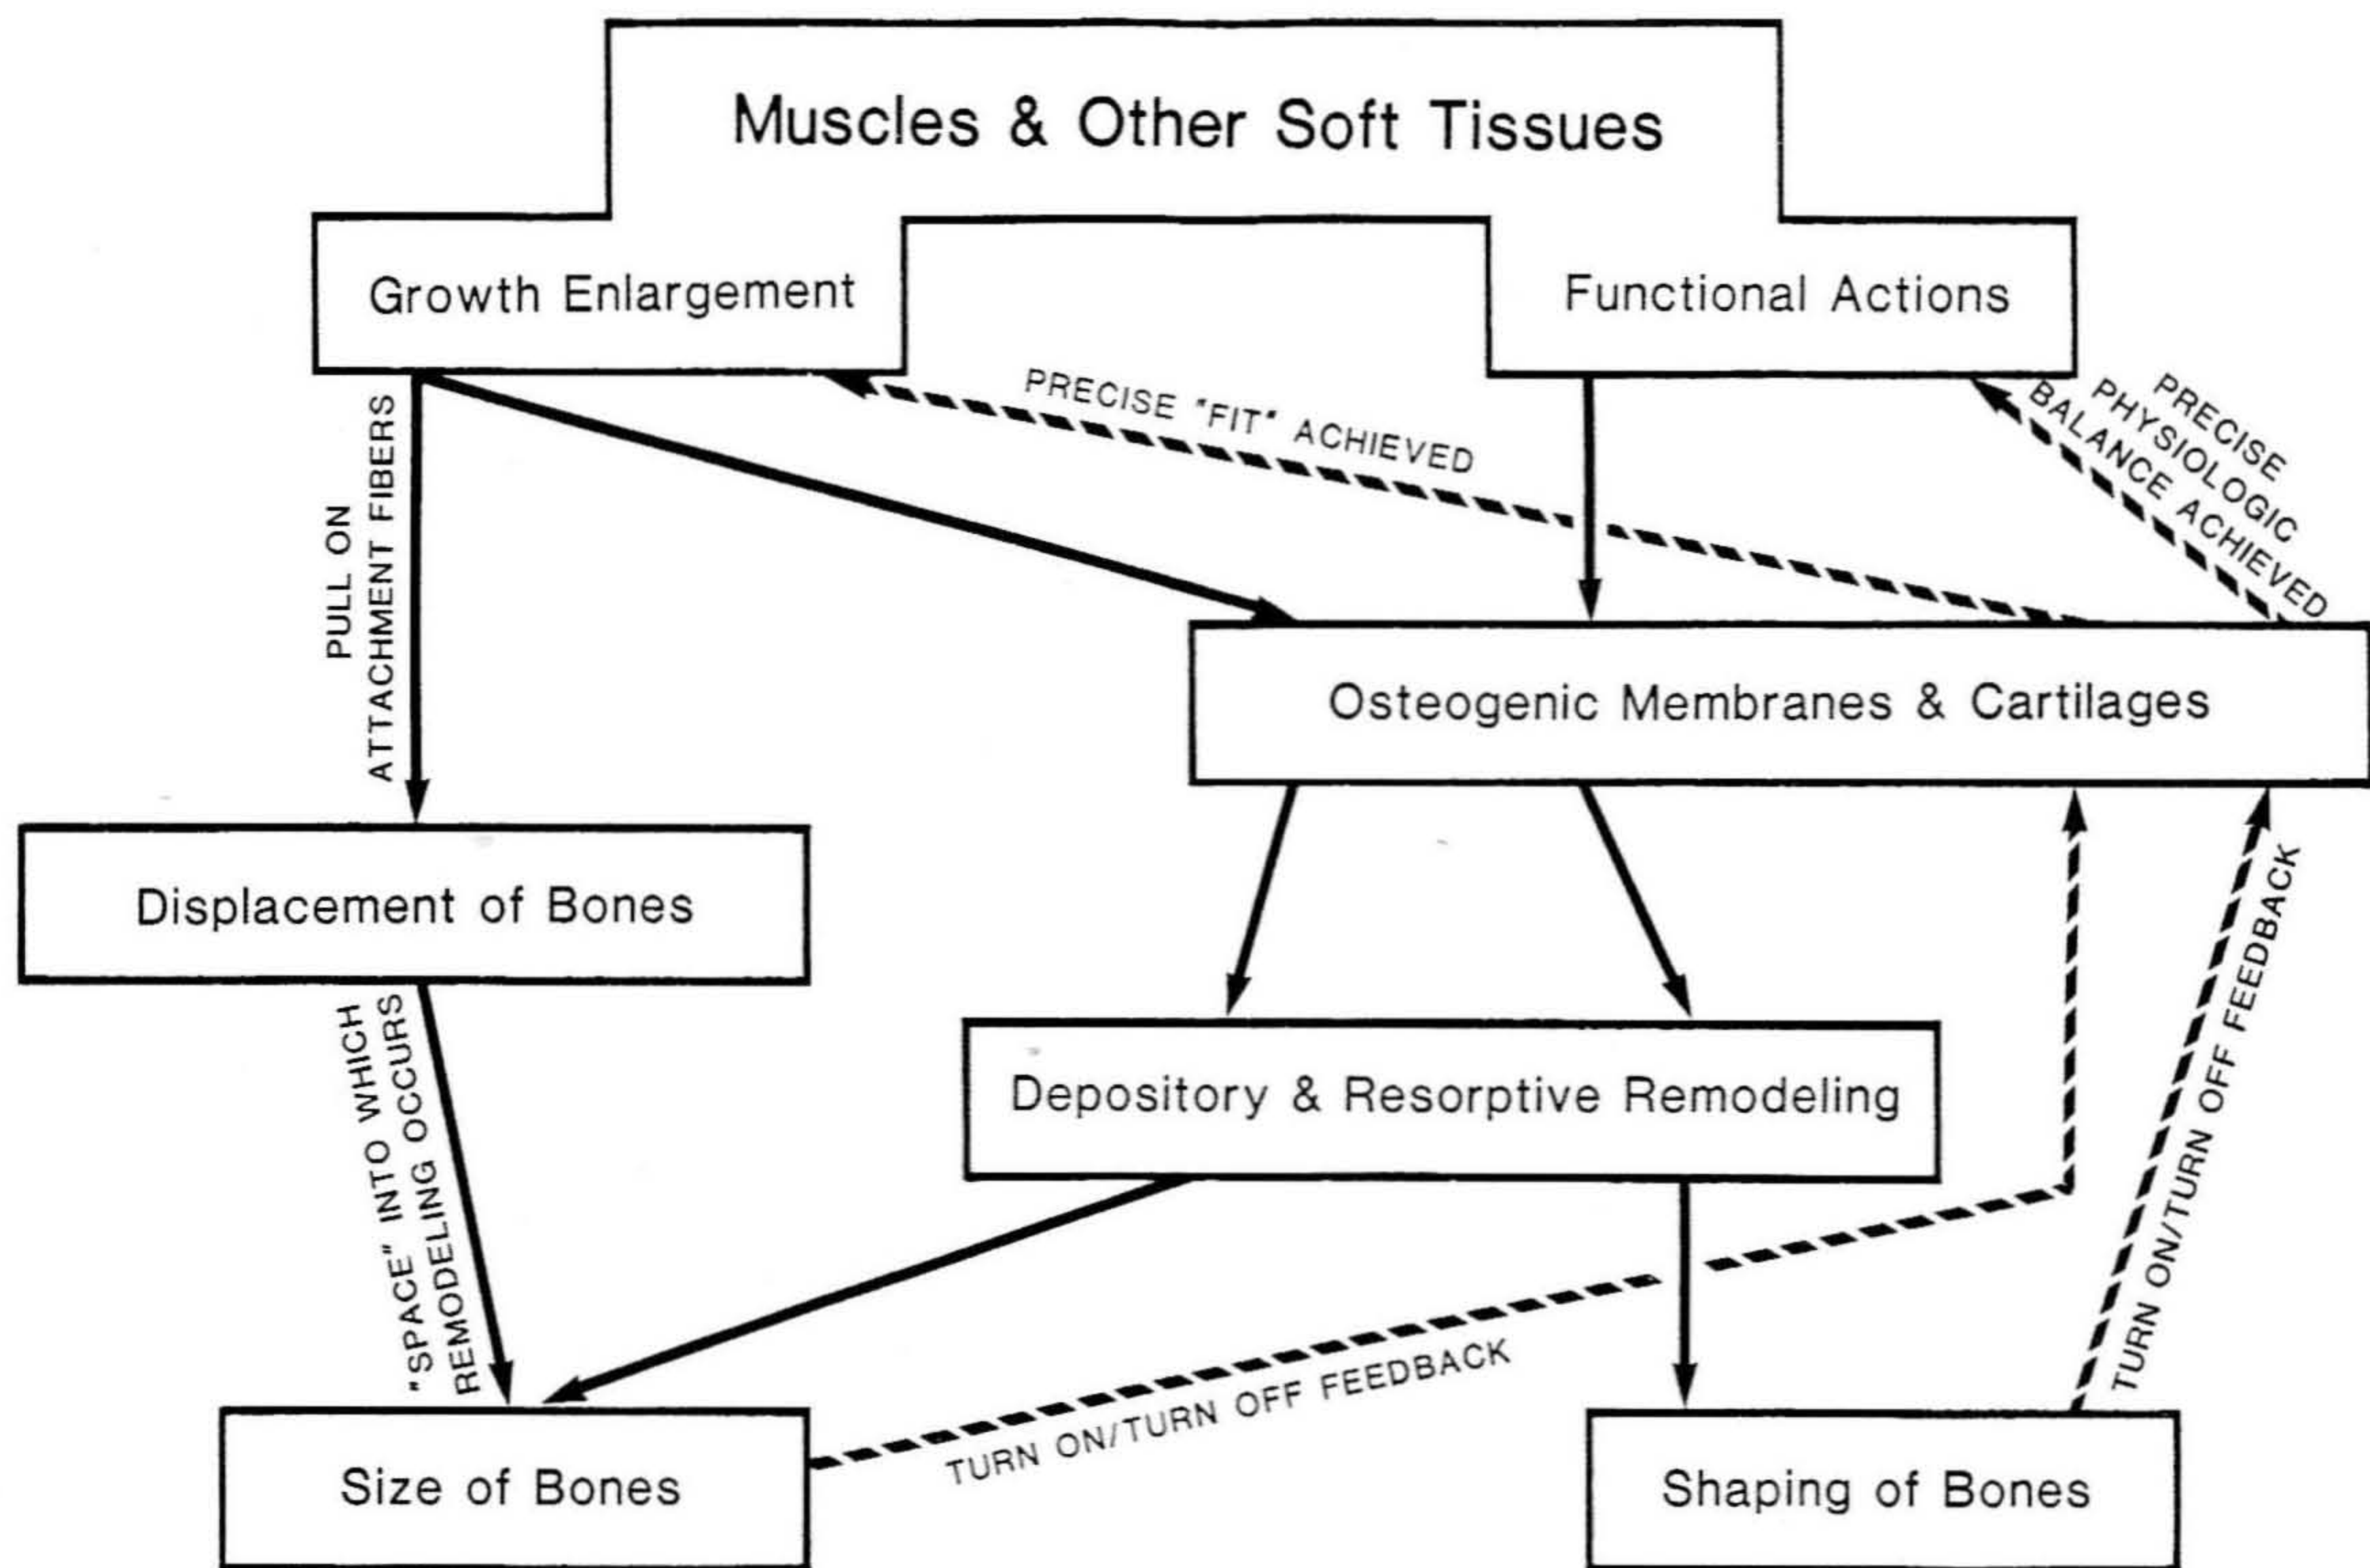 Muscles & Other Soft Tissues
Growth Enlargement
Functional Actions
PRECISE "FIT" ACHIEVED
PRECISE
PHYSIOLOGIC
BALANCE ACHIEVED
PULL ON
ATTACHMENT FIBERS
Osteogenic Membranes & Cartilages
Displacement of Bones
"SPACE" INTO WHICH
REMODELING OCCURS
Depository & Resorptive Remodeling
TURN ON/TURN OFF FEEDBACK
TURN ON/TURN OFF FEEDBACK
Size of Bones
Shaping of Bones